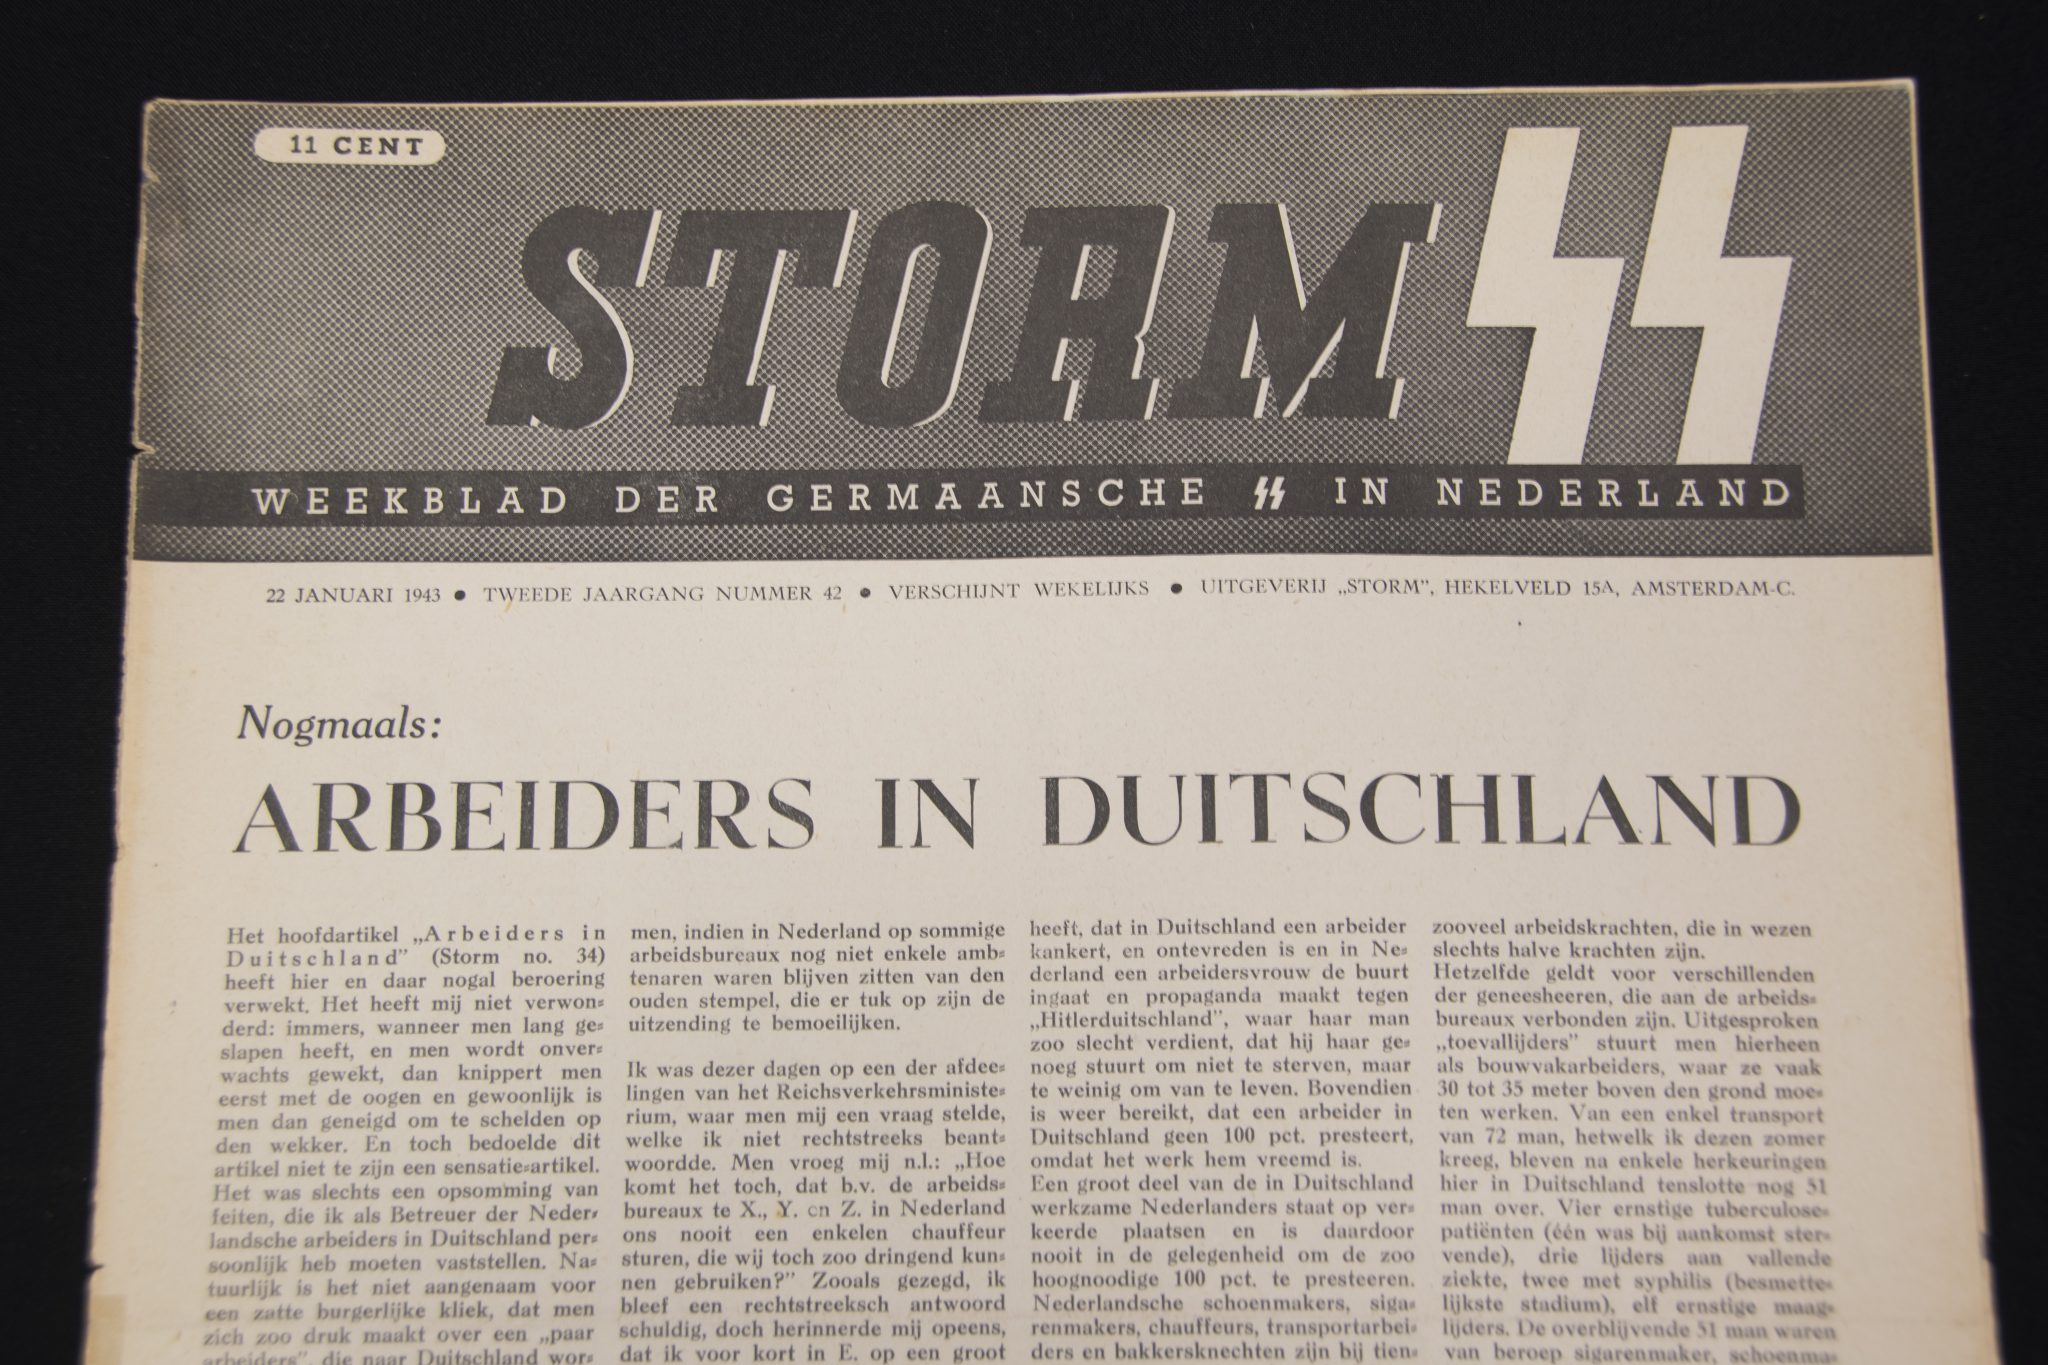 11 CENT
STORM SS
WEEKBLAD DER GERMAANSCHE SS IN NEDERLAND
22 JANUARI 1943 ● TWEEDE JAARGANG NUMMER 42 ● VERSCHIJNT WEKELIJKS ● UITGEVERIJ „STORM”, HEKELVELD 15A, AMSTERDAM-C.
Nogmaals:
ARBEIDERS IN DUITSCHLAND
Het hoofdartikel „Arbeiders in
Duitschland” (Storm no. 34)
heeft hier en daar nogal beroering
verwekt. Het heeft mij niet verwon-
derd: immers, wanneer men lang ge-
slapen heeft, en men wordt onver-
wachts gewekt, dan knippert men
eerst met de oogen en gewoonlijk is
men dan geneigd om te schelden op
den wekker. En toch bedoelde dit
artikel niet te zijn een sensatie-artikel.
Het was slechts een opsomming van
feiten, die ik als Betreuer der Neder-
landsche arbeiders in Duitschland per-
soonlijk heb moeten vaststellen. Na-
tuurlijk is het niet aangenaam voor
een zatte burgerlijke kliek, dat men
zich zoo druk maakt over een „paar
arbeiders”, die naar Duitschland wor-
men, indien in Nederland op sommige
arbeidsbureaux nog niet enkele amb-
tenaren waren blijven zitten van den
ouden stempel, die er tuk op zijn de
uitzending te bemoeilijken.
Ik was dezer dagen op een der afdee-
lingen van het Reichsverkehrsministe-
rium, waar men mij een vraag stelde,
welke ik niet rechtstreeks beant-
woordde. Men vroeg mij n.l.: „Hoe
komt het toch, dat b.v. de arbeids-
bureaux te X., Y. en Z. in Nederland
ons nooit een enkelen chauffeur
sturen, die wij toch zoo dringend kun-
nen gebruiken?” Zooals gezegd, ik
bleef een rechtstreeksch antwoord
schuldig, doch herinnerde mij opeens,
dat ik voor kort in E. op een groot
heeft, dat in Duitschland een arbeider
kankert, en ontevreden is en in Ne-
derland een arbeidersvrouw de buurt
ingaat en propaganda maakt tegen
„Hitlerduitschland”, waar haar man
zoo slecht verdient, dat hij haar ge-
noeg stuurt om niet te sterven, maar
te weinig om van te leven. Bovendien
is weer bereikt, dat een arbeider in
Duitschland geen 100 pct. presteert,
omdat het werk hem vreemd is.
Een groot deel van de in Duitschland
werkzame Nederlanders staat op ver-
keerde plaatsen en is daardoor
nooit in de gelegenheid om de zoo
hoognoodige 100 pct. te presteeren.
Nederlandsche schoenmakers, siga-
renmakers, chauffeurs, transportarbei-
ders en bakkersknechten zijn bij tien-
zooveel arbeidskrachten, die in wezen
slechts halve krachten zijn.
Hetzelfde geldt voor verschillenden
der geneesheeren, die aan de arbeids-
bureaux verbonden zijn. Uitgesproken
„toevallijders” stuurt men hierheen
als bouwvakarbeiders, waar ze vaak
30 tot 35 meter boven den grond moe-
ten werken. Van een enkel transport
van 72 man, hetwelk ik dezen zomer
kreeg, bleven na enkele herkeuringen
hier in Duitschland tenslotte nog 51
man over. Vier ernstige tuberculose-
patiënten (één was bij aankomst ster-
vende), drie lijders aan vallende
ziekte, twee met syphilis (besmette-
lijkste stadium), elf ernstige maag-
lijders. De overblijvende 51 man waren
van beroep sigarenmaker, schoenma-